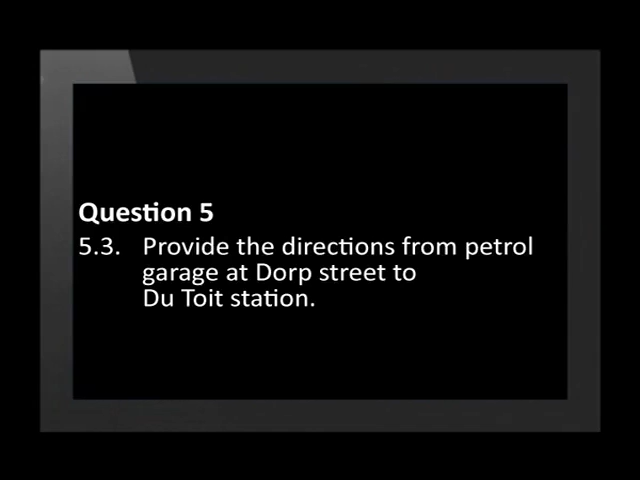 Question 5
5.3. Provide the directions from petrol
garage at Dorp street to
Du Toit station.